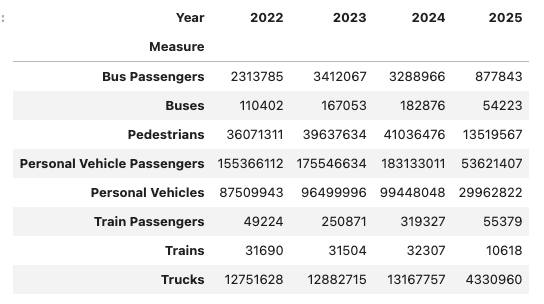 : Year 2022 2023 2024 2025
Measure
Bus Passengers 2313785 3412067 3288966 877843
Buses 110402 167053 182876 54223
Pedestrians 36071311 39637634 41036476 13519567
Personal Vehicle Passengers 155366112 175546634 183133011 53621407
Personal Vehicles 87509943 96499996 99448048 29962822
Train Passengers 49224 250871 319327 55379
Trains 31690 31504 32307 10618
Trucks 12751628 12882715 13167757 4330960